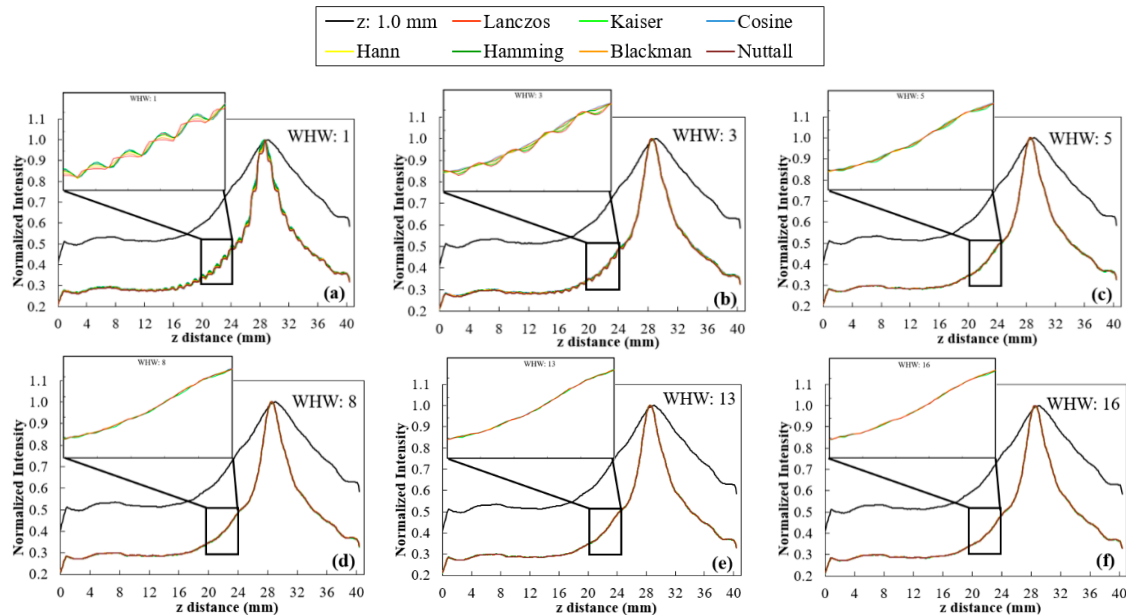 z: 1.0 mm Lanczos Kaiser Cosine
Hann Hamming Blackman Nuttall
WHW: 1
1.1
1.0
0.9
0.8
0.7
0.6
0.5
0.4
0.3
0.2
Normalized Intensity
WHW: 1
(a)
0 4 8 12 16 20 24 28 32 36 40
z distance (mm)
WHW: 3
1.1
1.0
0.9
0.8
0.7
0.6
0.5
0.4
0.3
0.2
Normalized Intensity
WHW: 3
(b)
0 4 8 12 16 20 24 28 32 36 40
z distance (mm)
WHW: 5
1.1
1.0
0.9
0.8
0.7
0.6
0.5
0.4
0.3
0.2
Normalized Intensity
WHW: 5
(c)
0 4 8 12 16 20 24 28 32 36 40
z distance (mm)
WHW: 8
1.1
1.0
0.9
0.8
0.7
0.6
0.5
0.4
0.3
0.2
Normalized Intensity
WHW: 8
(d)
0 4 8 12 16 20 24 28 32 36 40
z distance (mm)
WHW: 13
1.1
1.0
0.9
0.8
0.7
0.6
0.5
0.4
0.3
0.2
Normalized Intensity
WHW: 13
(e)
0 4 8 12 16 20 24 28 32 36 40
z distance (mm)
WHW: 16
1.1
1.0
0.9
0.8
0.7
0.6
0.5
0.4
0.3
0.2
Normalized Intensity
WHW: 16
(f)
0 4 8 12 16 20 24 28 32 36 40
z distance (mm)